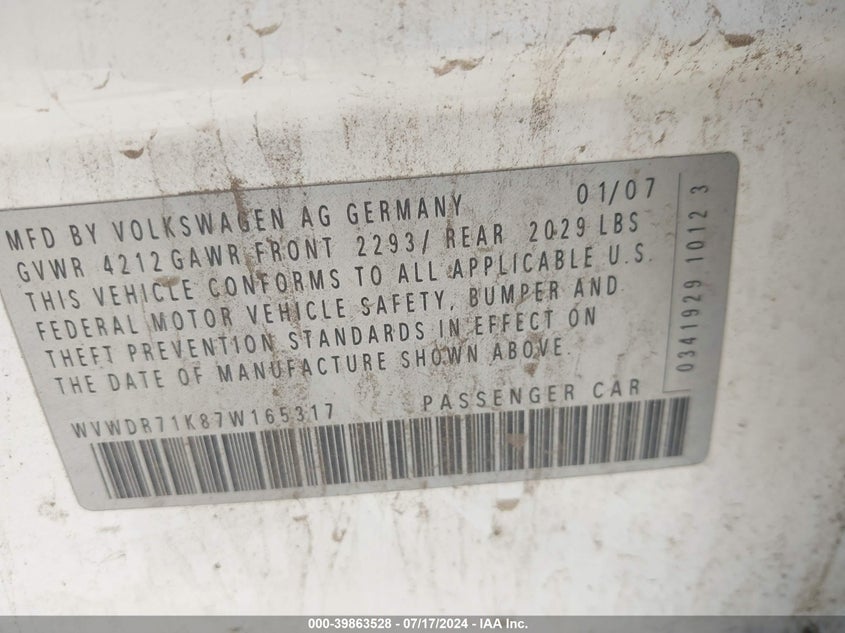 MFD BY VOLKSWAGEN AG GERMANY 01/07
GVWR 4212 GAWR FRONT 2293/ REAR 2029 LBS
THIS VEHICLE CONFORMS TO ALL APPLICABLE U.S.
FEDERAL MOTOR VEHICLE SAFETY, BUMPER AND
THEFT PREVENTION STANDARDS IN EFFECT ON
THE DATE OF MANUFACTURE SHOWN ABOVE.
WVWDR71K87W165317 PASSENGER CAR
0341929 1012 3
000-39863528 - 07/17/2024 - IAA Inc.